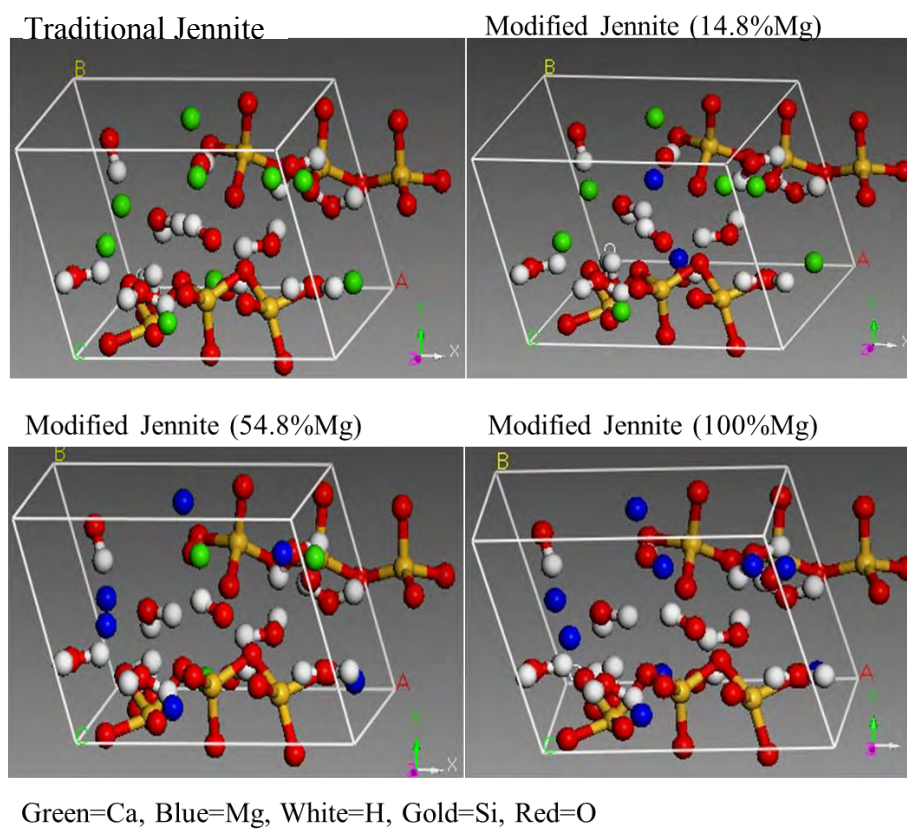 Traditional Jennite
Modified Jennite (14.8%Mg)
B
B
A
A
O
C
Y
Y
Z
X
Z
X
Modified Jennite (54.8%Mg)
Modified Jennite (100%Mg)
B
B
A
A
C
C
Y
Z
X
Z
X
Green=Ca, Blue=Mg, White=H, Gold=Si, Red=O